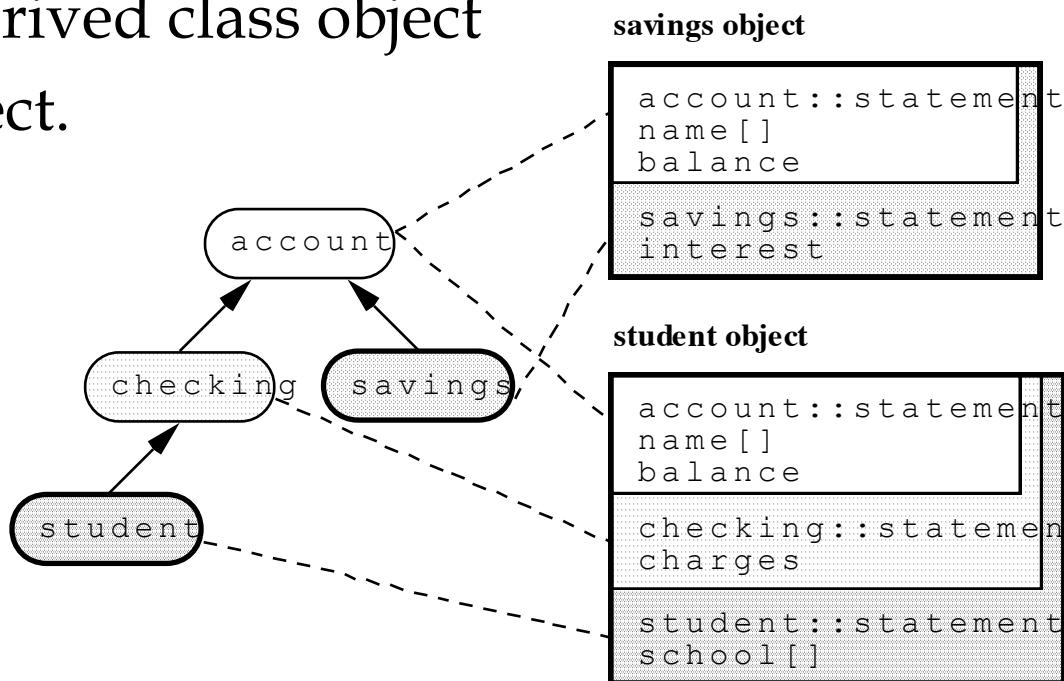 rived class object
ect.
savings object
account::statement
name[]
balance
savings::statement
interest
account
checking
savings
student
student object
account::statement
name[]
balance
checking::statemen
charges
student::statement
school[]